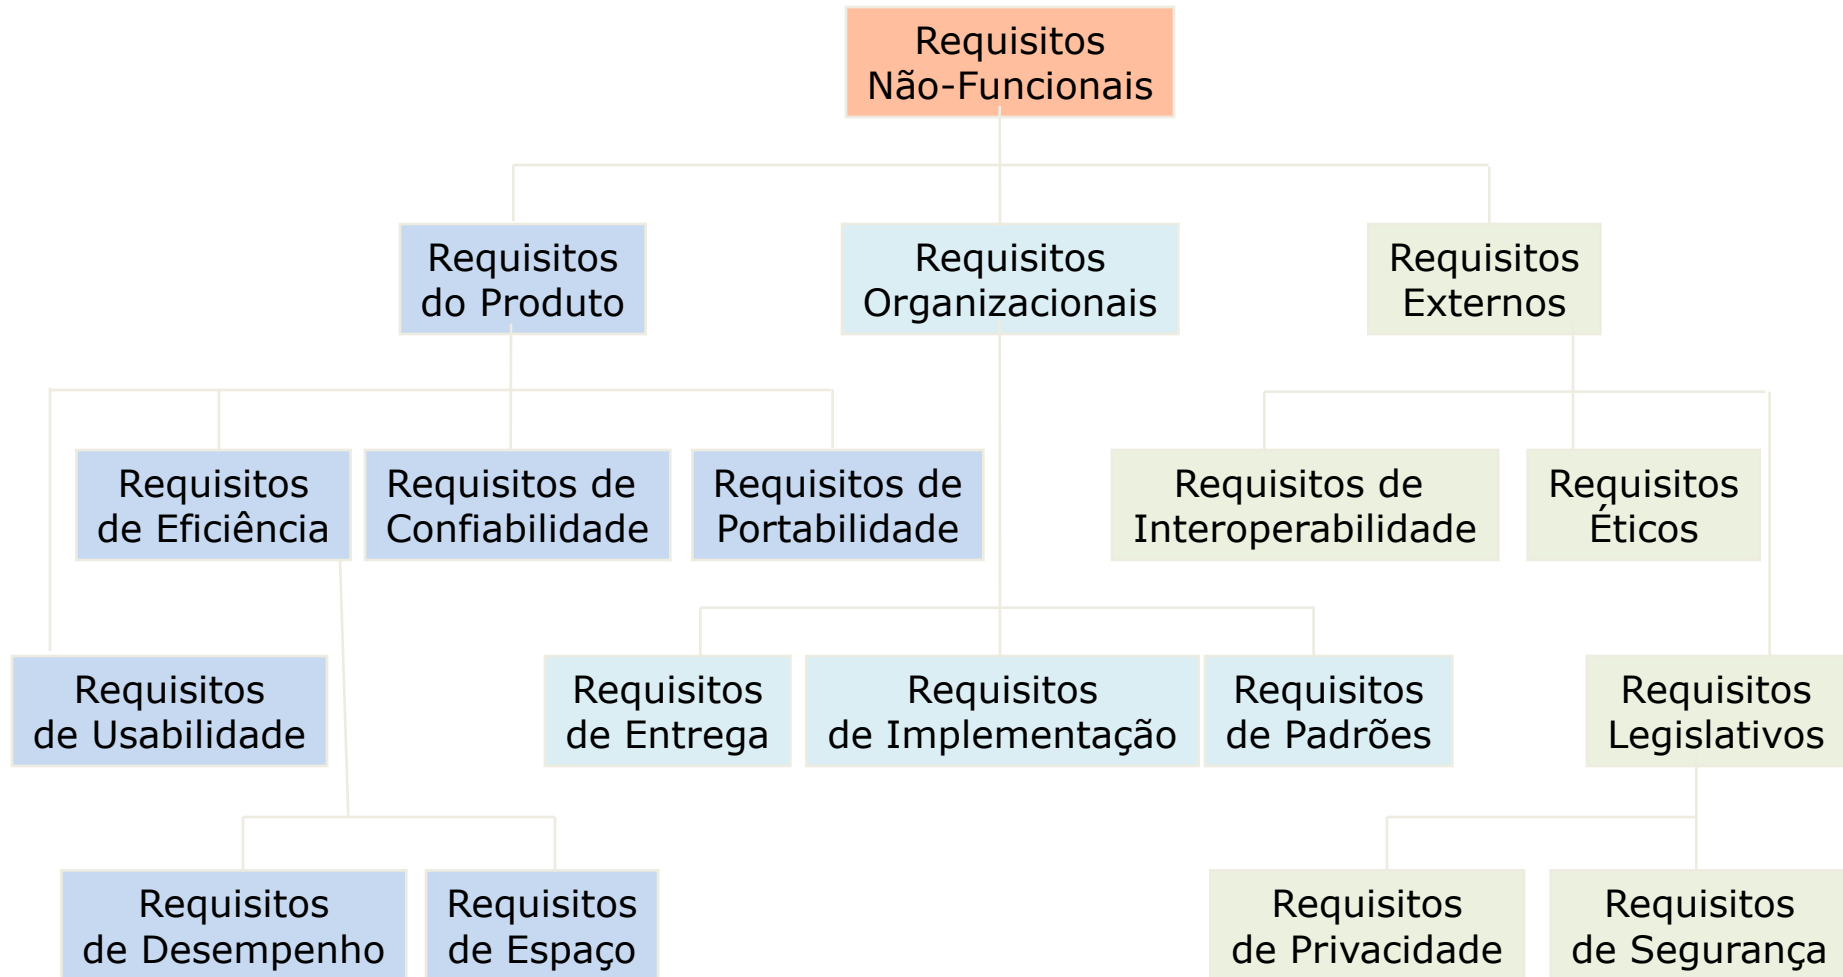 Requisitos
Não-Funcionais
Requisitos
do Produto
Requisitos
Organizacionais
Requisitos
Externos
Requisitos
de Eficiência
Requisitos de
Confiabilidade
Requisitos de
Portabilidade
Requisitos de
Interoperabilidade
Requisitos
Éticos
Requisitos
de Usabilidade
Requisitos
de Entrega
Requisitos
de Implementação
Requisitos
de Padrões
Requisitos
Legislativos
Requisitos
de Desempenho
Requisitos
de Espaço
Requisitos
de Privacidade
Requisitos
de Segurança